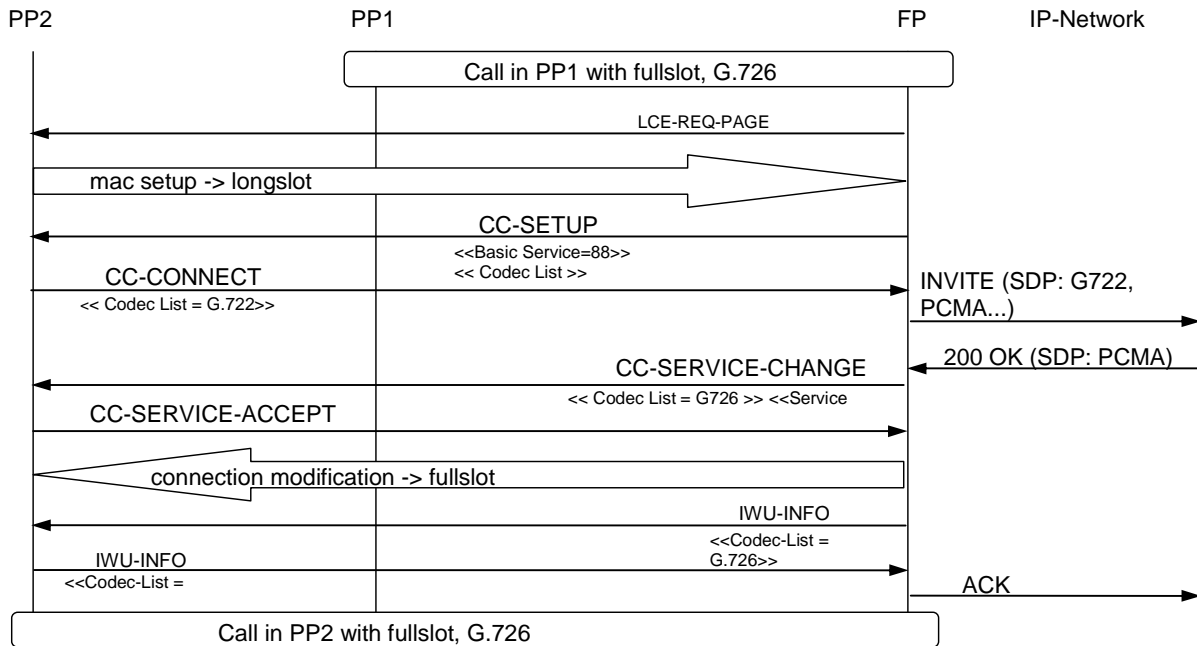 PP2 PP1 FP IP-Network
Call in PP1 with fullslot, G.726
LCE-REQ-PAGE
mac setup -> longslot
CC-SETUP
<<Basic Service=88>>
<< Codec List >>
CC-CONNECT
<< Codec List = G.722>>
INVITE (SDP: G722,
PCMA...)
200 OK (SDP: PCMA)
CC-SERVICE-CHANGE
<< Codec List = G726 >> <<Service
CC-SERVICE-ACCEPT
connection modification -> fullslot
IWU-INFO
<<Codec-List =
G.726>>
IWU-INFO
<<Codec-List =
ACK
Call in PP2 with fullslot, G.726